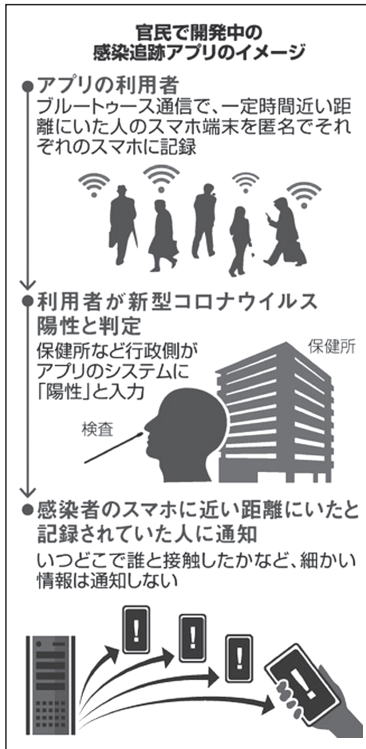 官民で開発中の
感染追跡アプリのイメージ
アプリの利用者
ブルートゥース通信で、一定時間近い距
離にいた人のスマホ端末を匿名でそれ
ぞれのスマホに記録
利用者が新型コロナウイルス
陽性と判定
保健所など行政側が
アプリのシステムに
「陽性」と入力
保健所
検査
感染者のスマホに近い距離にいたと
記録されていた人に通知
いつどこで誰と接触したかなど、細かい
情報は通知しない
!
!
!
!